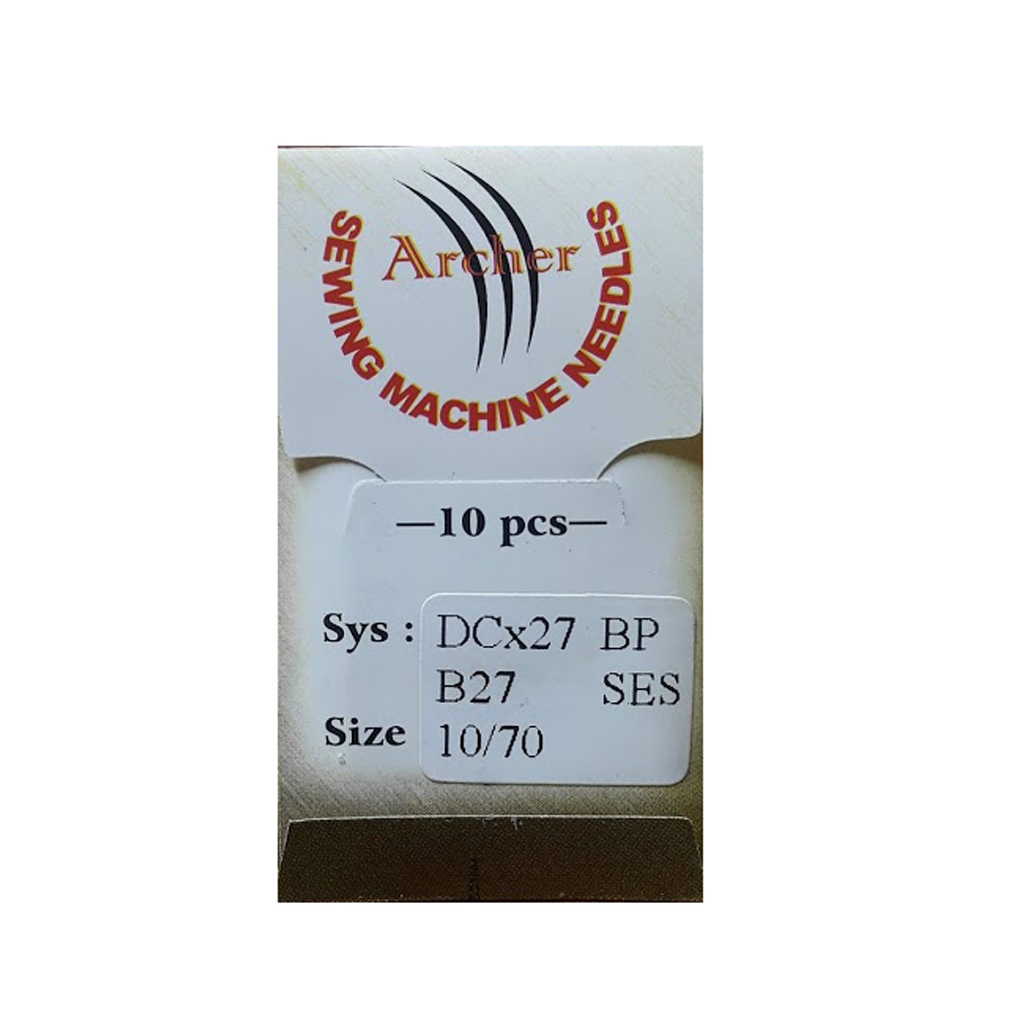 Archer
SEWING MACHINE NEEDLES
—10 pcs—
Sys : DCx27 BP
B27 SES
Size 10/70